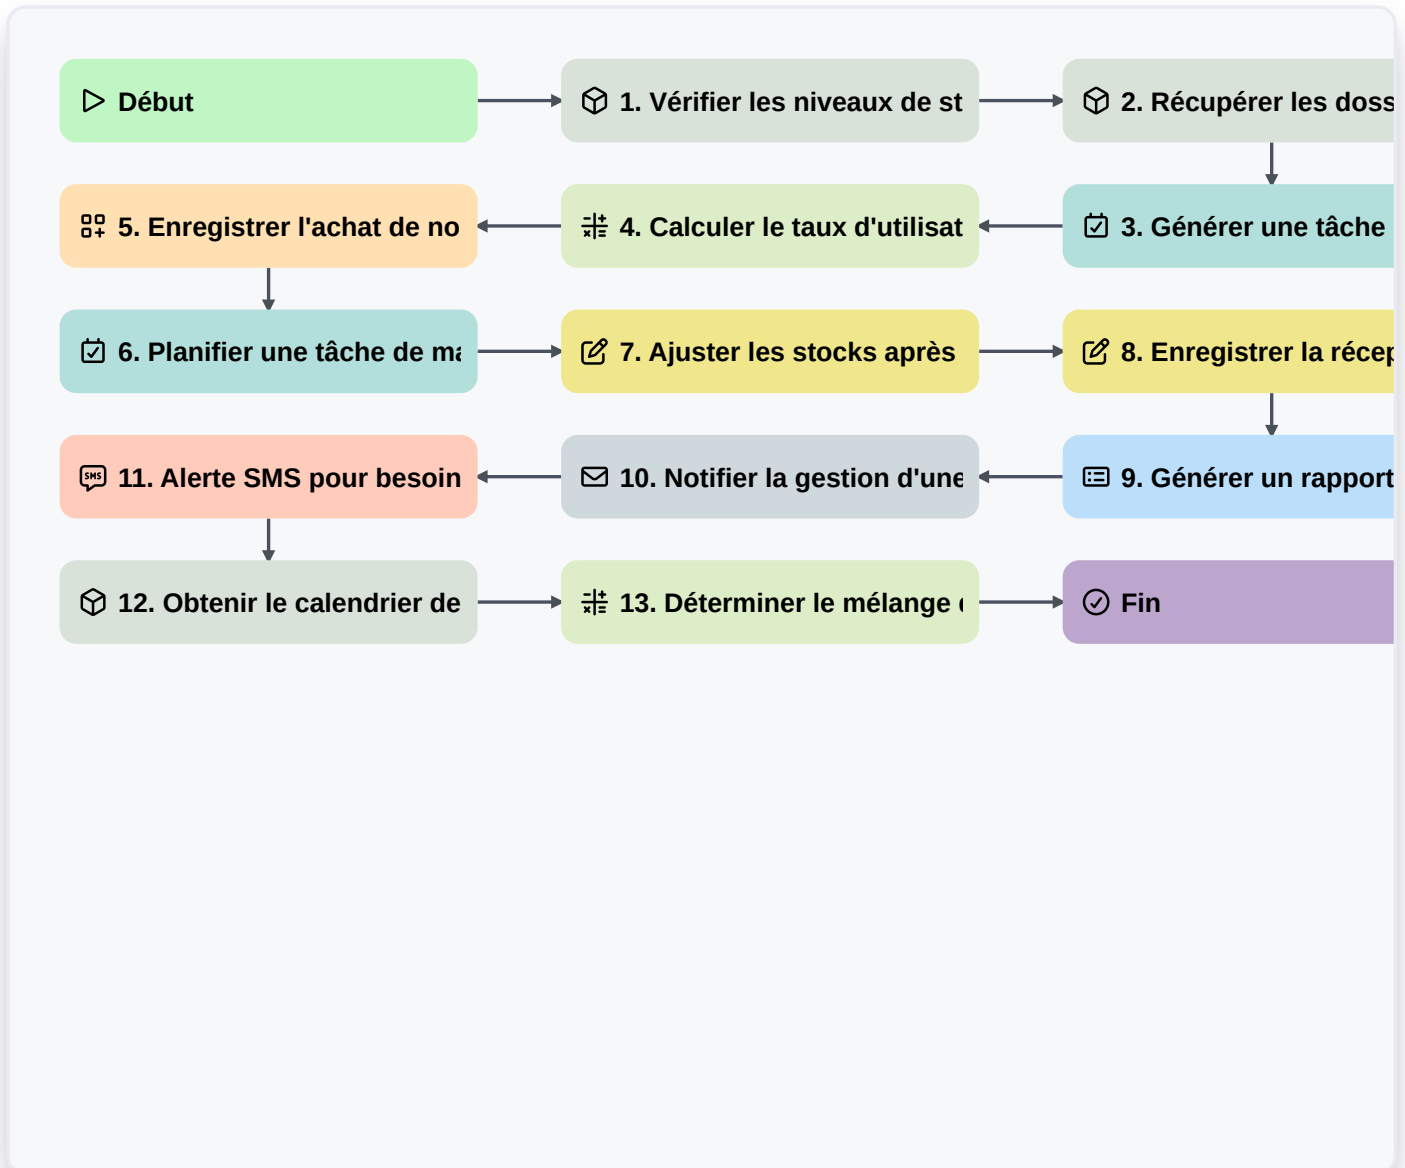 Début
1. Vérifier les niveaux de st
2. Récupérer les doss
5. Enregistrer l'achat de no
4. Calculer le taux d'utilisat
3. Générer une tâche
6. Planifier une tâche de ma
7. Ajuster les stocks après
8. Enregistrer la récep
SMS
11. Alerte SMS pour besoin
10. Notifier la gestion d'une
9. Générer un rapport
12. Obtenir le calendrier de
13. Déterminer le mélange
Fin